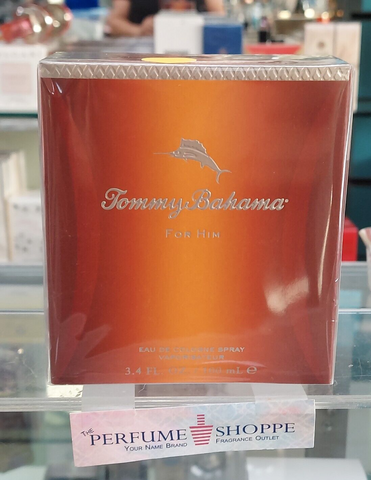 Tommy Bahama
FOR HIM
EAU DE COLOGNE SPRAY
3.4 FL mL e
THE PERFUME SHOPPE
YOUR NAME BRAND FRAGRANCE OUTLET